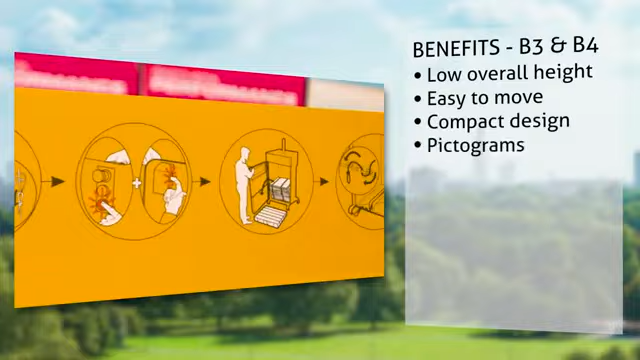 BENEFITS - B3 & B4
• Low overall height
• Easy to move
• Compact design
• Pictograms